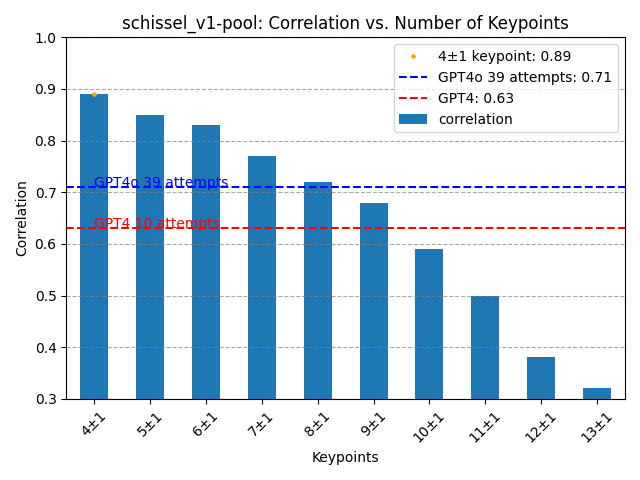 schissel_v1-pool: Correlation vs. Number of Keypoints
1.0
0.9
0.8
0.7
0.6
0.5
0.4
0.3
Correlation
4±1 keypoint: 0.89
GPT4o 39 attempts: 0.71
GPT4: 0.63
correlation
GPT4o 39 attempts
GPT4 10 attempts
4±1
5±1
6±1
7±1
8±1
9±1
10±1
11±1
12±1
13±1
Keypoints